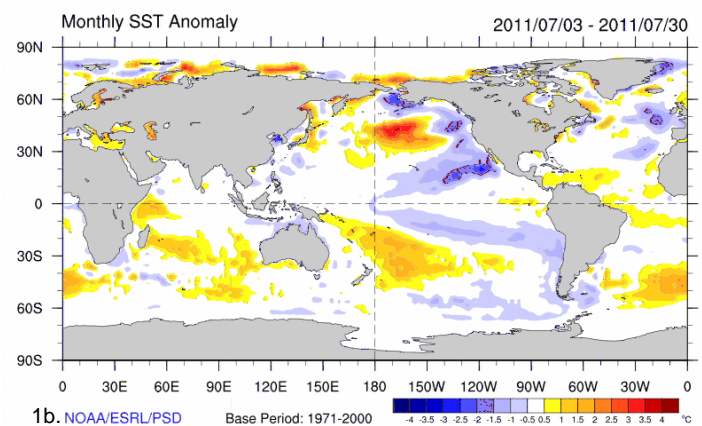 Monthly SST Anomaly 2011/07/03 - 2011/07/30
90N
60N
30N
0
30S
60S
90S
0 30E 60E 90E 120E 150E 180 150W 120W 90W 60W 30W 0
-4 -3.5 -3 -2.5 -2 -1.5 -1 -0.5 0.5 1 1.5 2 2.5 3 3.5 4 °C
1b. NOAA/ESRL/PSD Base Period: 1971-2000